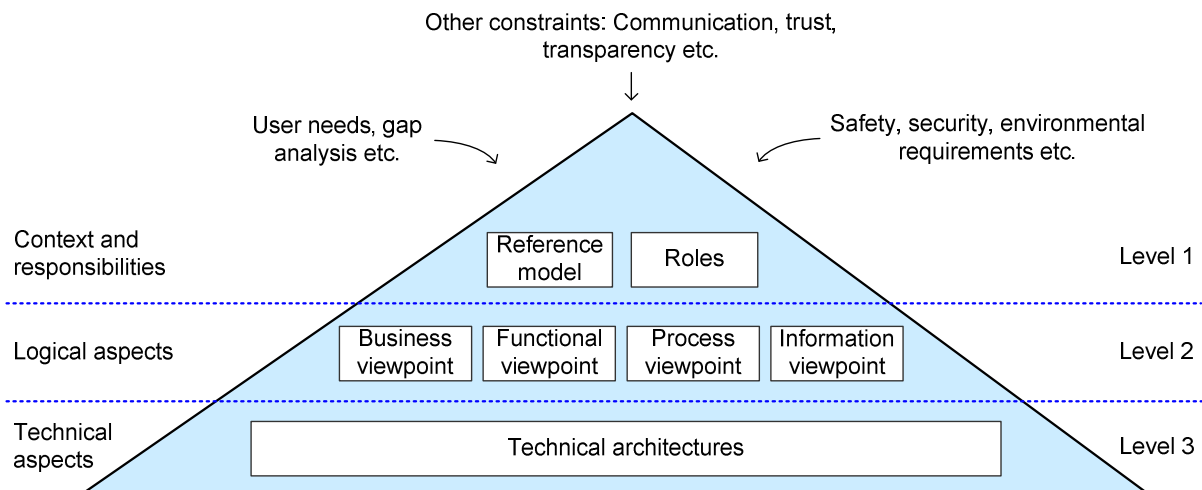 Other constraints: Communication, trust,
transparency etc.
User needs, gap
analysis etc.
Safety, security, environmental
requirements etc.
Context and
responsibilities
Reference
model
Roles
Level 1
Logical aspects
Business
viewpoint
Functional
viewpoint
Process
viewpoint
Information
viewpoint
Level 2
Technical
aspects
Technical architectures
Level 3